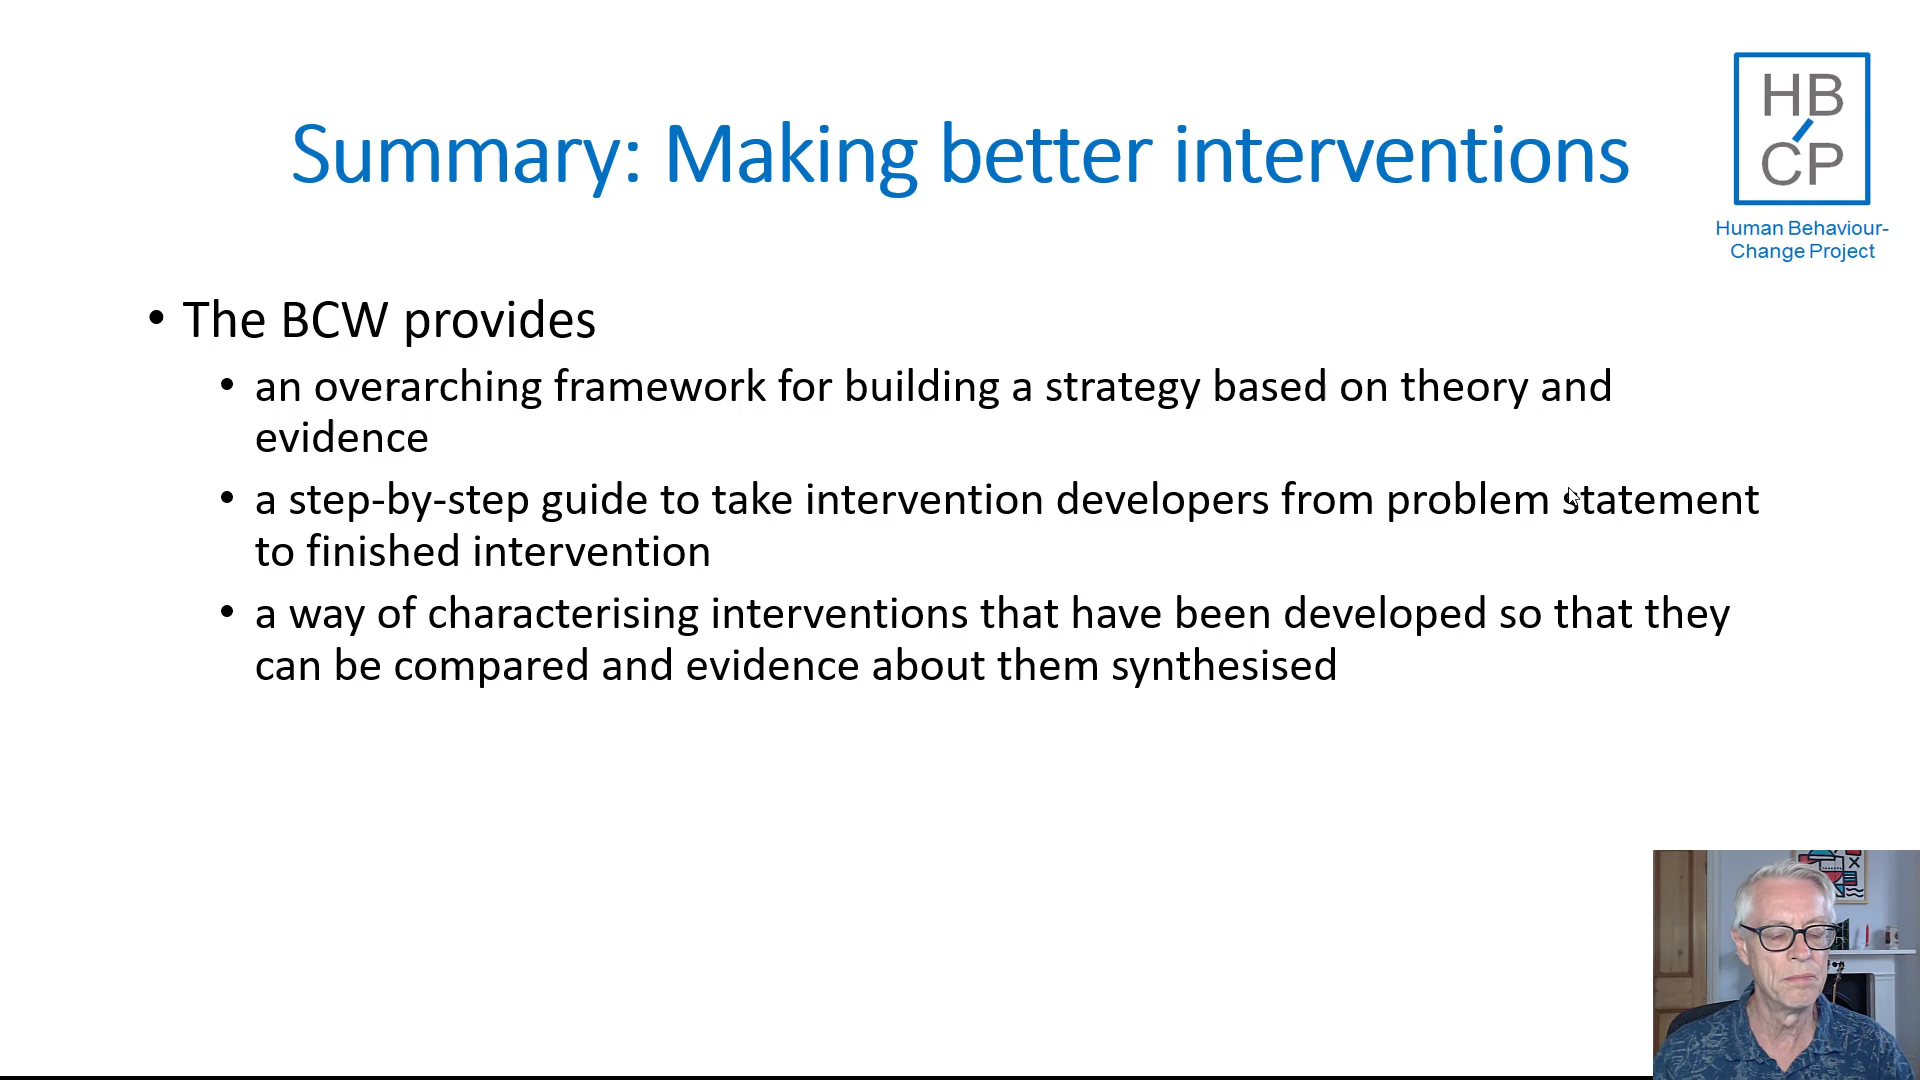 Summary: Making better interventions
HB
CP
Human Behaviour-
Change Project
• The BCW provides
• an overarching framework for building a strategy based on theory and
evidence
• a step-by-step guide to take intervention developers from problem statement
to finished intervention
• a way of characterising interventions that have been developed so that they
can be compared and evidence about them synthesised